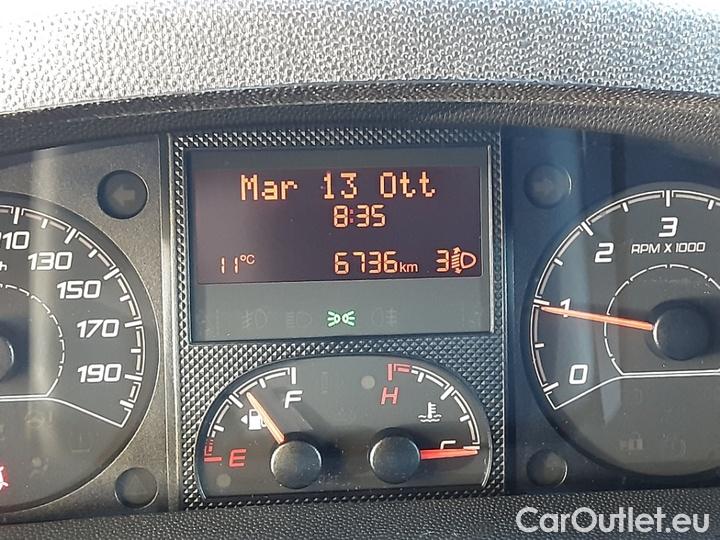 Mar 13 Ott
8:35
11°C 6736km 3
110
130
150
170
190
3
2
RPM X 1000
1
0
F
H
E
C
CarOutlet.eu